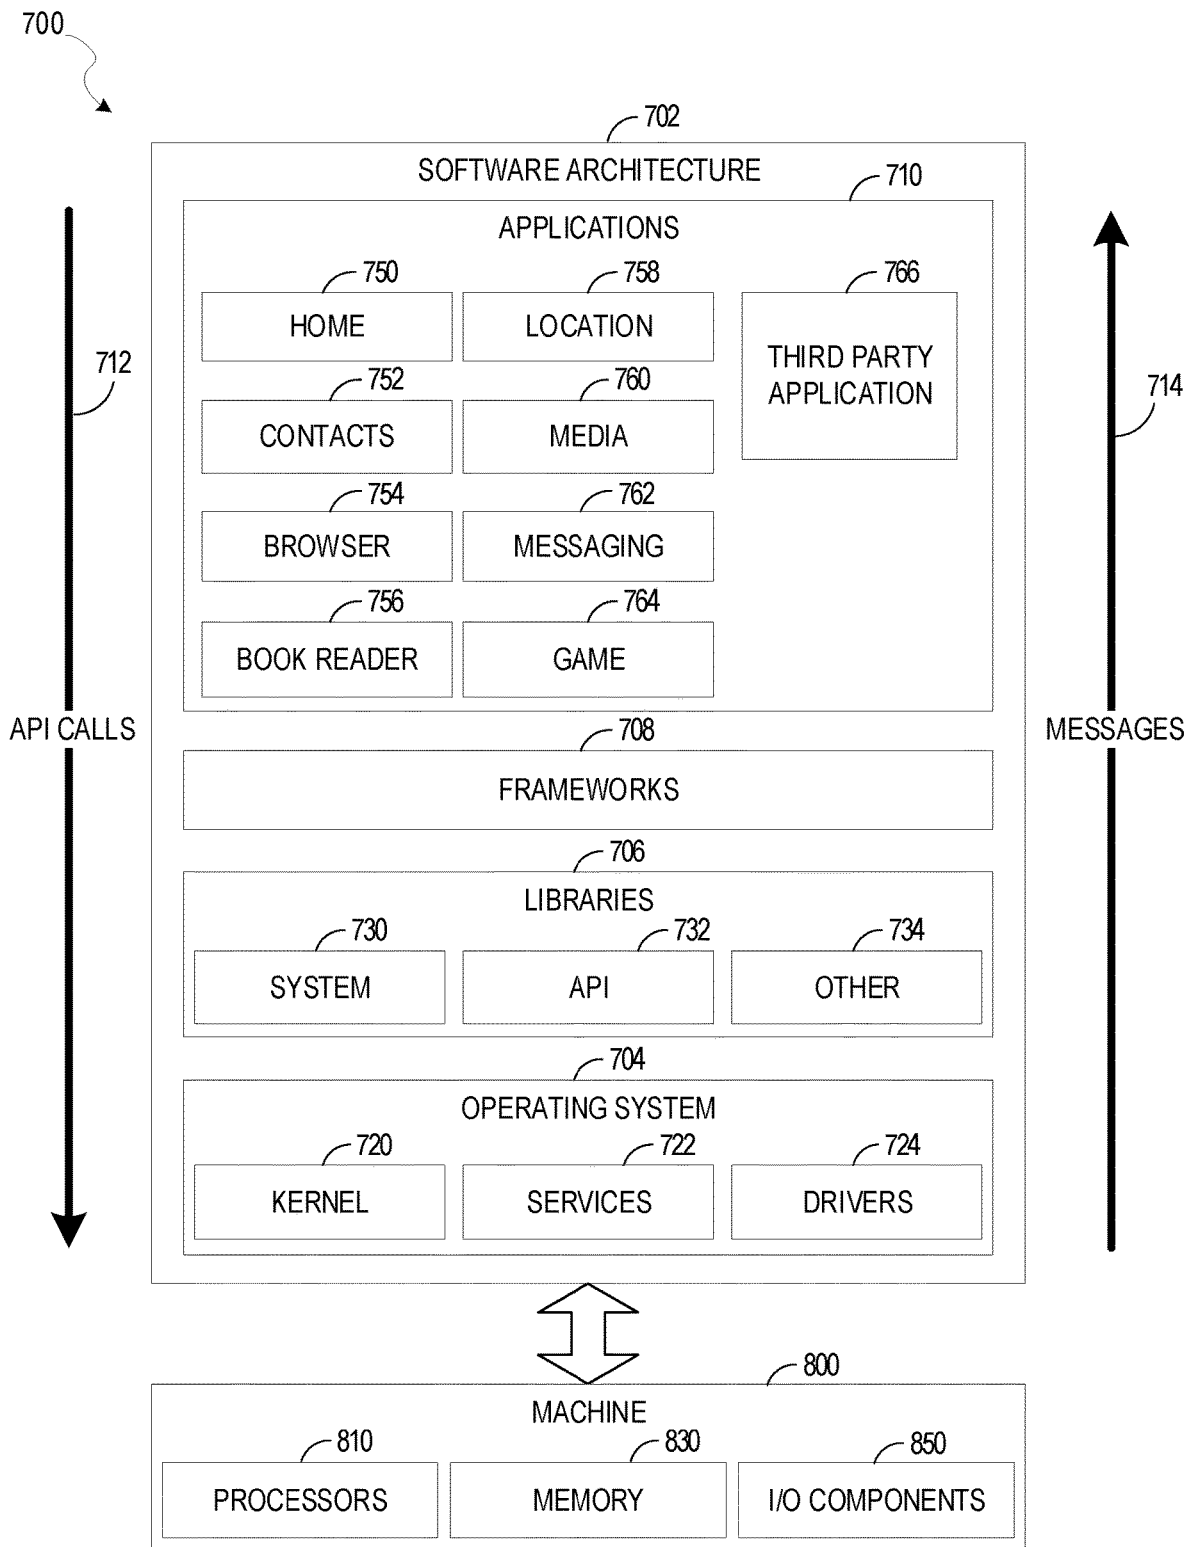 700
702
SOFTWARE ARCHITECTURE
710
APPLICATIONS
750
758
766
HOME
LOCATION
THIRD PARTY
APPLICATION
712
752
760
714
CONTACTS
MEDIA
754
762
BROWSER
MESSAGING
756
764
BOOK READER
GAME
API CALLS
708
MESSAGES
FRAMEWORKS
706
LIBRARIES
730
732
734
SYSTEM
API
OTHER
704
OPERATING SYSTEM
720
722
724
KERNEL
SERVICES
DRIVERS
800
MACHINE
810
830
850
PROCESSORS
MEMORY
I/O COMPONENTS